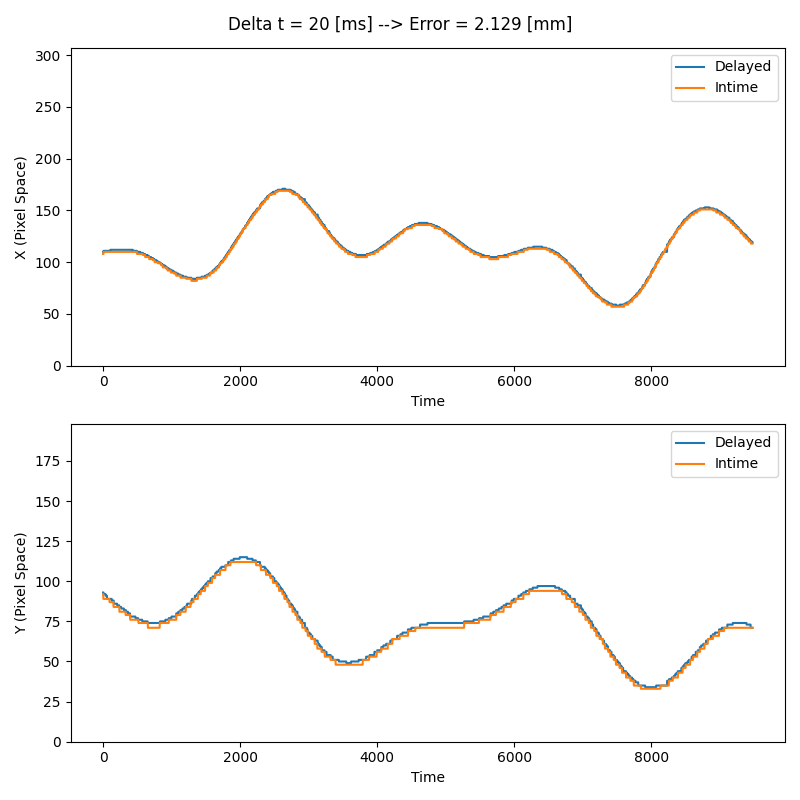 Delta t = 20 [ms] --> Error = 2.129 [mm]
300
250
200
150
100
50
0
X (Pixel Space)
Delayed
Intime
0 2000 4000 6000 8000
Time
175
150
125
100
75
50
25
0
Y (Pixel Space)
Delayed
Intime
0 2000 4000 6000 8000
Time